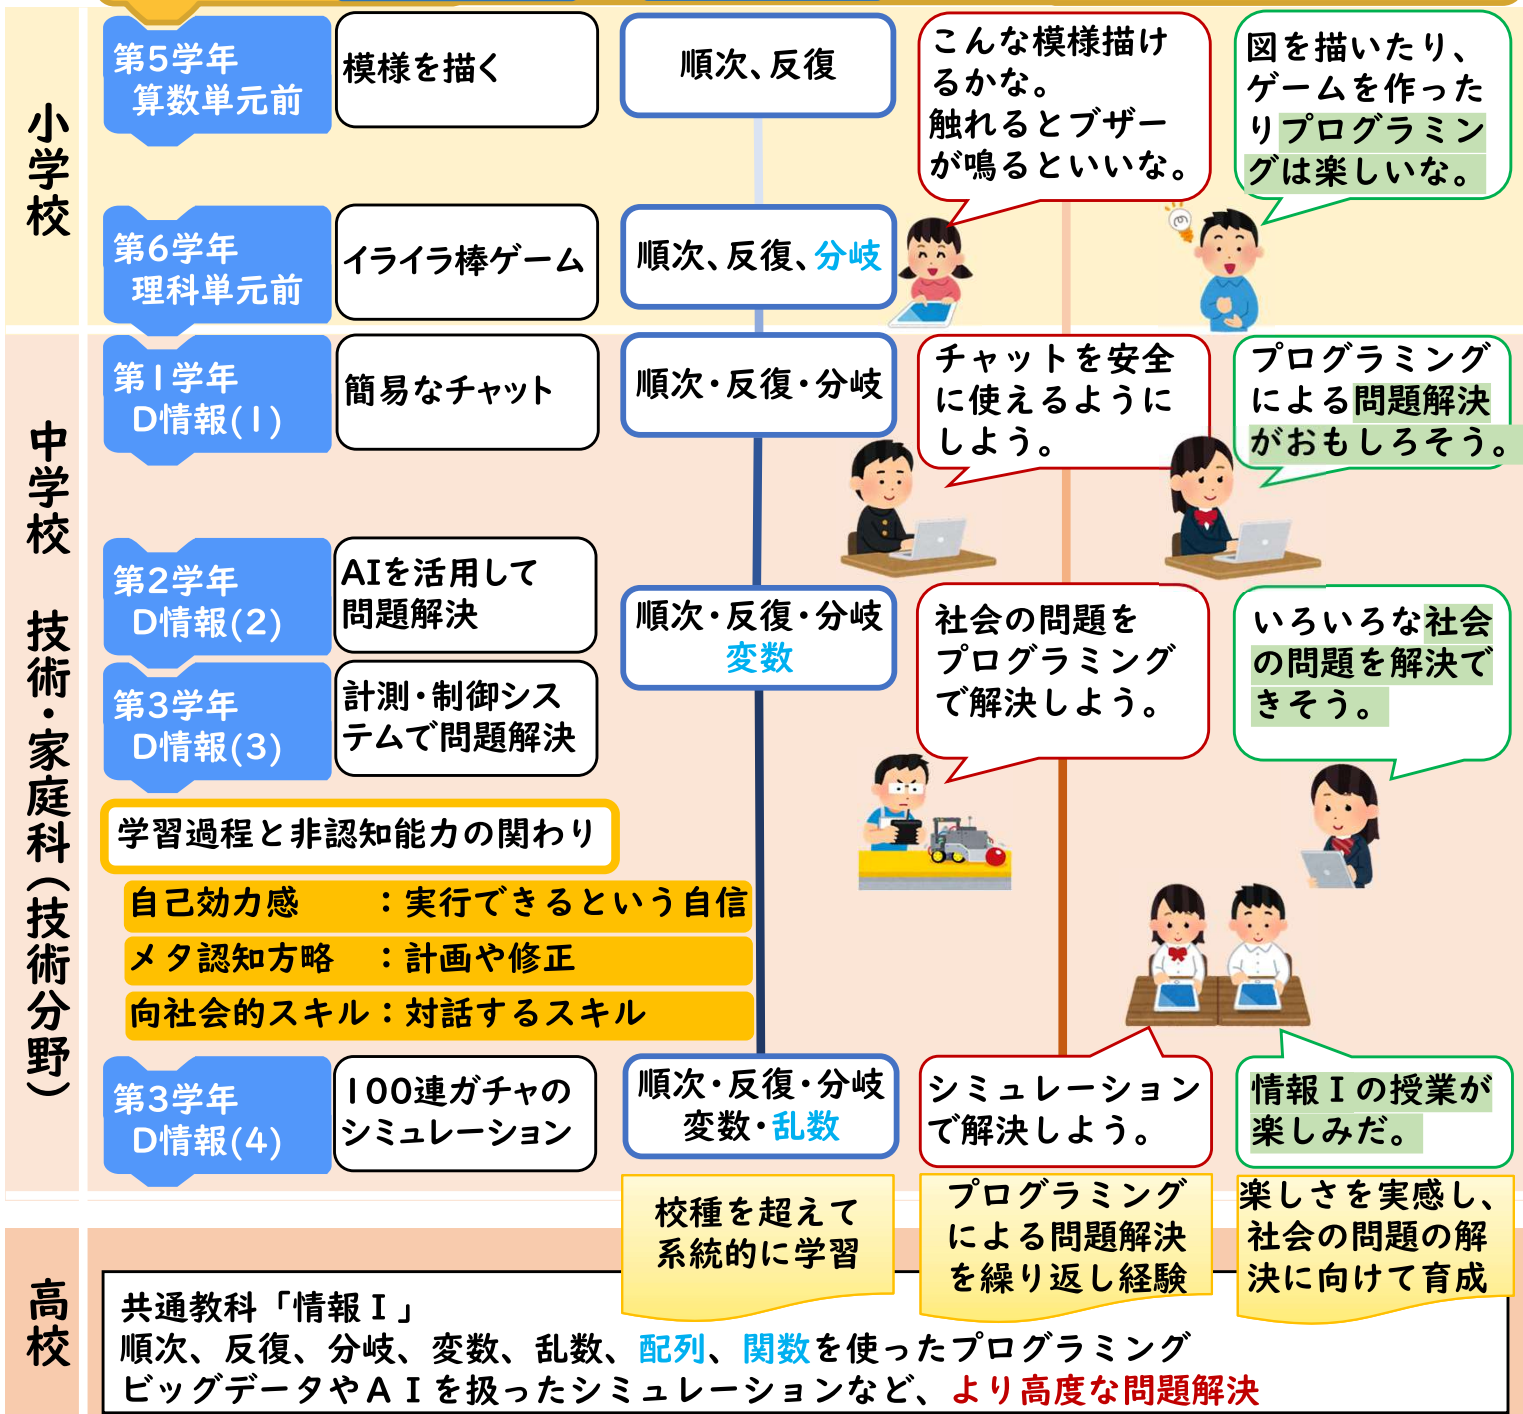 小学校
第5学年
算数単元前
模様を描く
順次、反復
こんな模様描け
るかな。
触れるとブザー
が鳴るといいな。
図を描いたり、
ゲームを作った
りプログラミン
グは楽しいな。
第6学年
理科単元前
イライラ棒ゲーム
順次、反復、分岐
中学校 技術・家庭科(技術分野)
第1学年
D情報(1)
簡易なチャット
順次・反復・分岐
チャットを安全
に使えるように
しよう。
プログラミング
による問題解決
がおもしろそう。
第2学年
D情報(2)
AIを活用して
問題解決
順次・反復・分岐
変数
社会の問題を
プログラミング
で解決しよう。
いろいろな社会
の問題を解決で
きそう。
第3学年
D情報(3)
計測・制御シス
テムで問題解決
学習過程と非認知能力の関わり
自己効力感 :実行できるという自信
メタ認知方略 :計画や修正
向社会的スキル:対話するスキル
第3学年
D情報(4)
100連ガチャの
シミュレーション
順次・反復・分岐
変数・乱数
シミュレーション
で解決しよう。
情報Ⅰの授業が
楽しみだ。
校種を超えて
系統的に学習
プログラミング
による問題解決
を繰り返し経験
楽しさを実感し、
社会の問題の解
決に向けて育成
高校
共通教科「情報Ⅰ」
順次、反復、分岐、変数、乱数、配列、関数を使ったプログラミング
ビッグデータやAIを扱ったシミュレーションなど、より高度な問題解決